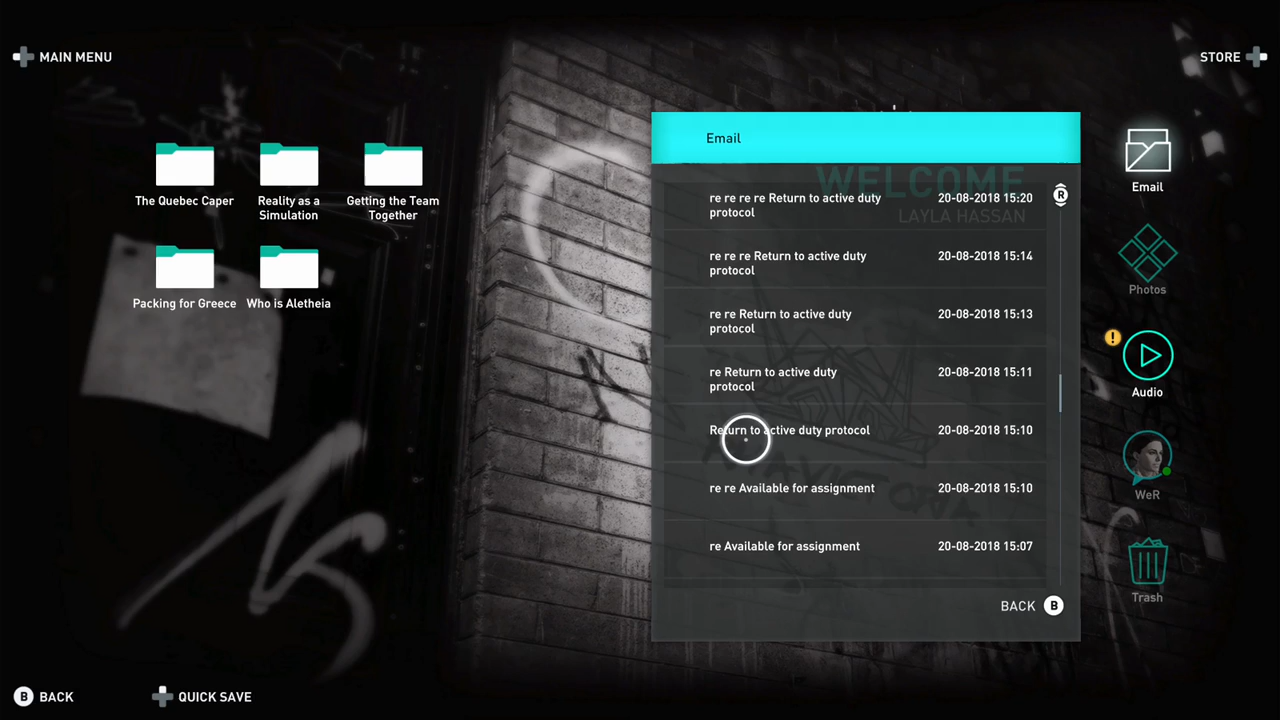 MAIN MENU
STORE
Email
WELCOME
LAYLA HASSAN
The Quebec Caper
Reality as a
Simulation
Getting the Team
Together
Packing for Greece
Who is Aletheia
re re re re Return to active duty
protocol
20-08-2018 15:20
R
re re re Return to active duty
protocol
20-08-2018 15:14
re re Return to active duty
protocol
20-08-2018 15:13
re Return to active duty
protocol
20-08-2018 15:11
Return to active duty protocol
20-08-2018 15:10
re re Available for assignment
20-08-2018 15:10
re Available for assignment
20-08-2018 15:07
BACK B
Email
Photos
!
Audio
WeR
Trash
B BACK
QUICK SAVE